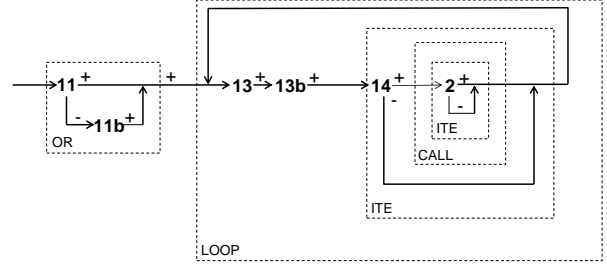 11 + + 13 + 13b + 14 + 2 +
- 11b + - -
OR ITE
CALL
ITE
LOOP